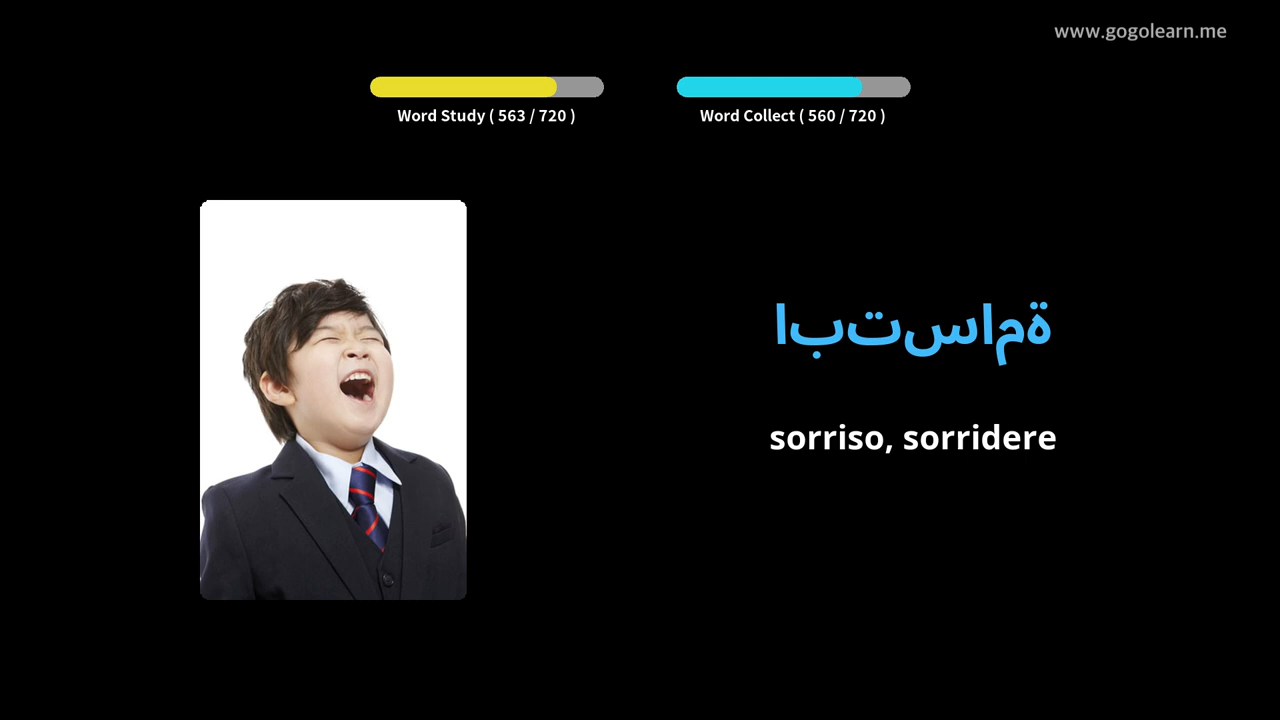 www.gogolearn.me
Word Study ( 563 / 720 )
Word Collect ( 560 / 720 )
ابتسامة
sorriso, sorridere